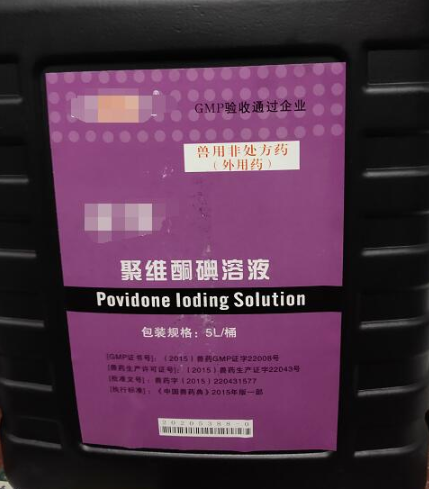 GMP验收通过企业
兽用非处方药
（外用药）
聚维酮碘溶液
Povidone Ioding Solution
包装规格：5L/桶
[GMP证书号]：（2015）兽药GMP证字22008号
[兽药生产许可证号]：（2015）兽药生产证字22043号
[批准文号]：兽药字（2015）220431577
[执行标准]：《中国兽药典》2015年版一部